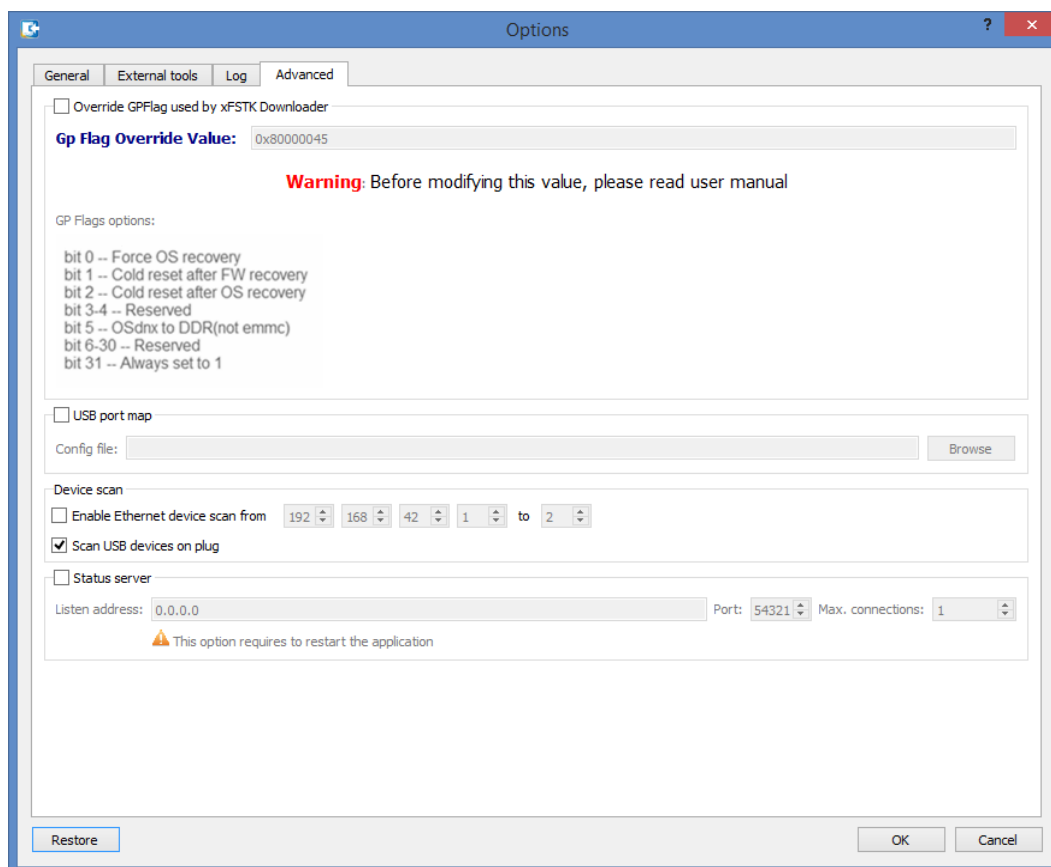 Options
?
General External tools Log Advanced
Override GPFlag used by xFSTK Downloader
Gp Flag Override Value: 0x80000045
Warning: Before modifying this value, please read user manual
GP Flags options:
bit 0 -- Force OS recovery
bit 1 -- Cold reset after FW recovery
bit 2 -- Cold reset after OS recovery
bit 3-4 -- Reserved
bit 5 -- OSdnx to DDR(not emmc)
bit 6-30 -- Reserved
bit 31 -- Always set to 1
USB port map
Config file: Browse
Device scan
Enable Ethernet device scan from 192 168 42 1 to 2
Scan USB devices on plug
Status server
Listen address: 0.0.0.0 Port: 54321 Max. connections: 1
This option requires to restart the application
Restore OK Cancel